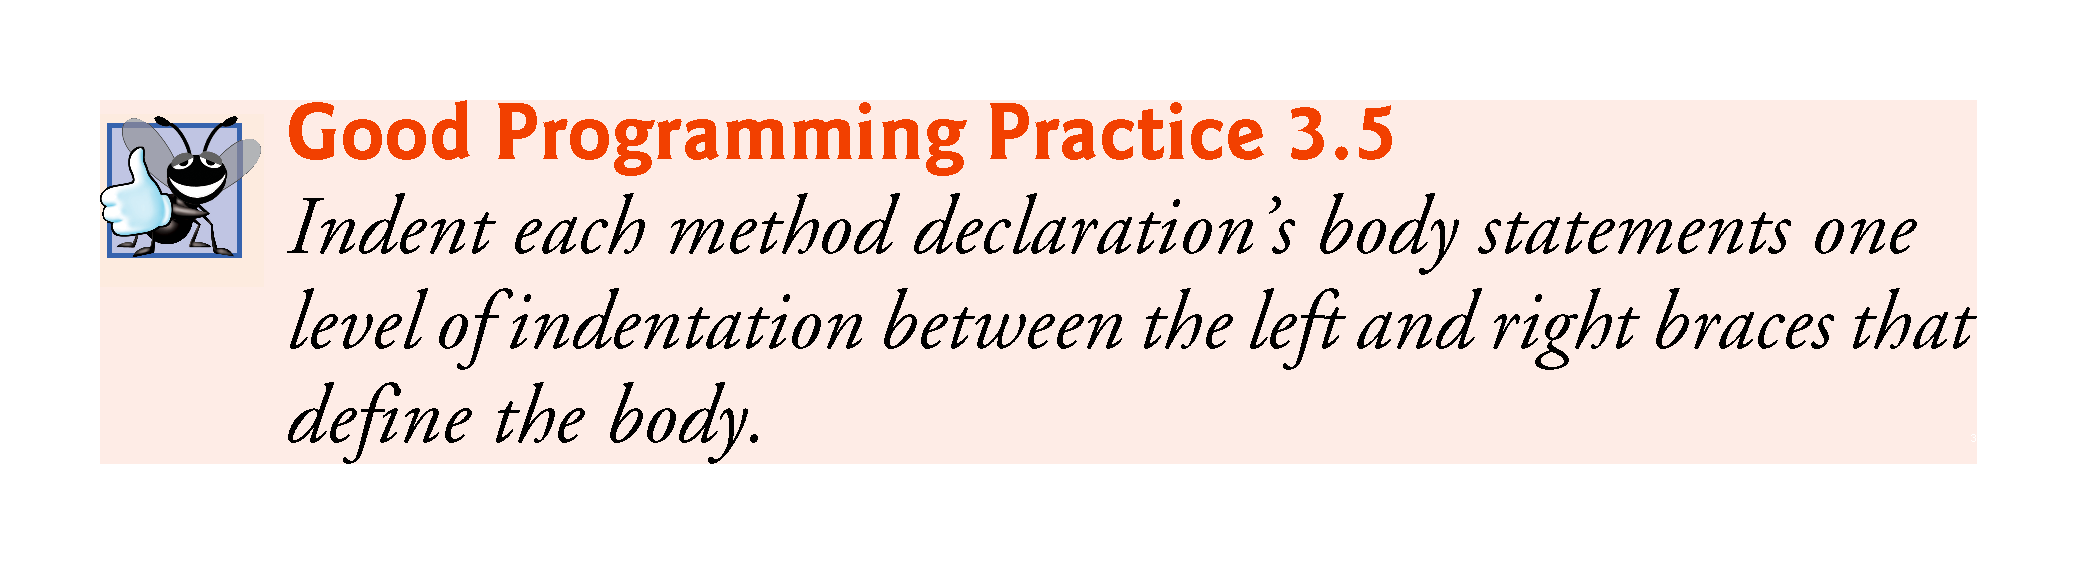 Good Programming Practice 3.5
Indent each method declaration’s body statements one
level of indentation between the left and right braces that
define the body.